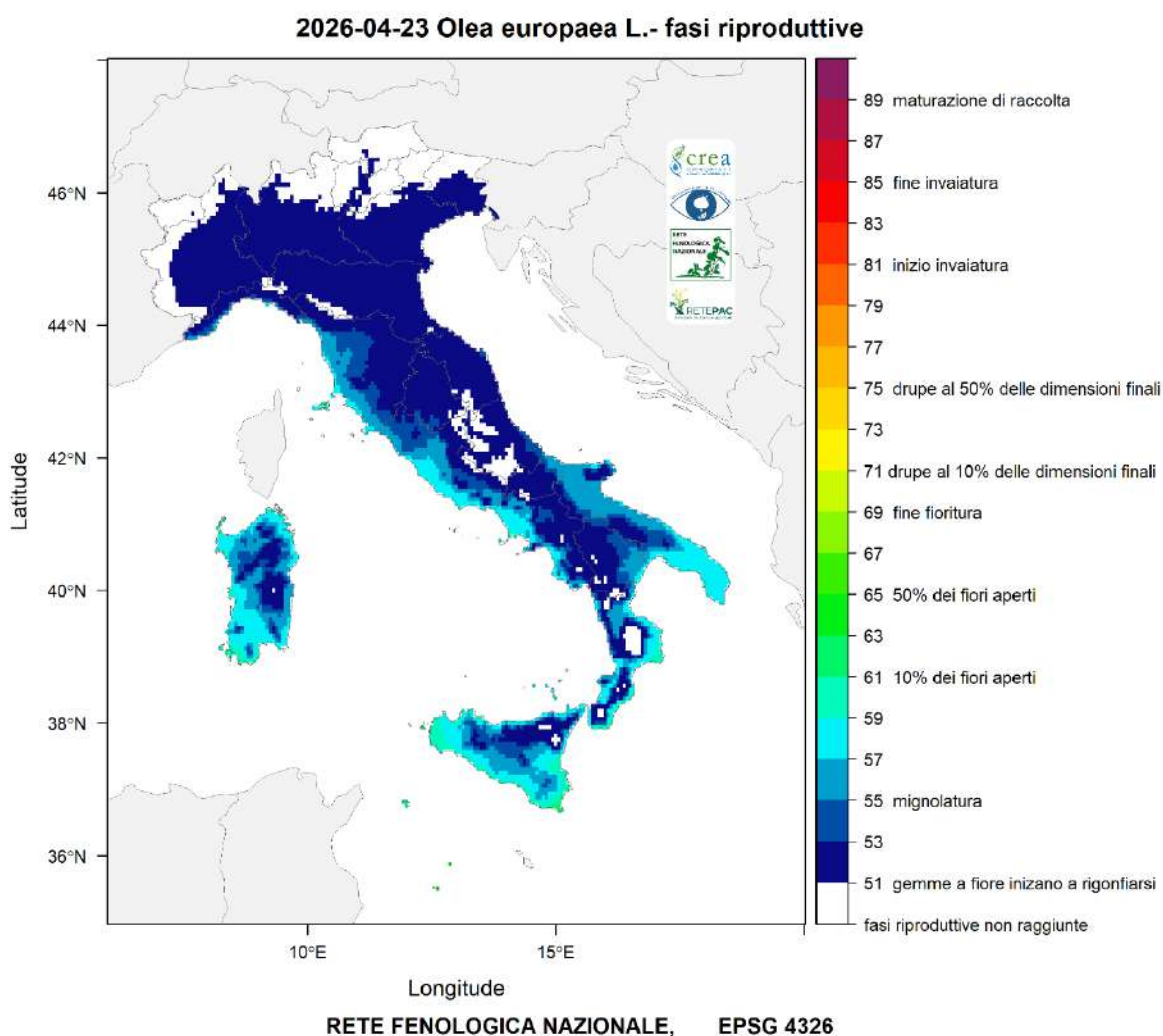 2026-04-23 Olea europaea L.- fasi riproduttive
46°N
44°N
42°N
40°N
38°N
36°N
Latitude
10°E
15°E
Longitude
crea
RETE
FENOLOGICA
NAZIONALE
RETEPAC
89 maturazione di raccolta
87
85 fine invaiatura
83
81 inizio invaiatura
79
77
75 drupe al 50% delle dimensioni finali
73
71 drupe al 10% delle dimensioni finali
69 fine fioritura
67
65 50% dei fiori aperti
63
61 10% dei fiori aperti
59
57
55 mignolatura
53
51 gemme a fiore inizano a rigonfiarsi
fasi riproduttive non raggiunte
RETE FENOLOGICA NAZIONALE, EPSG 4326